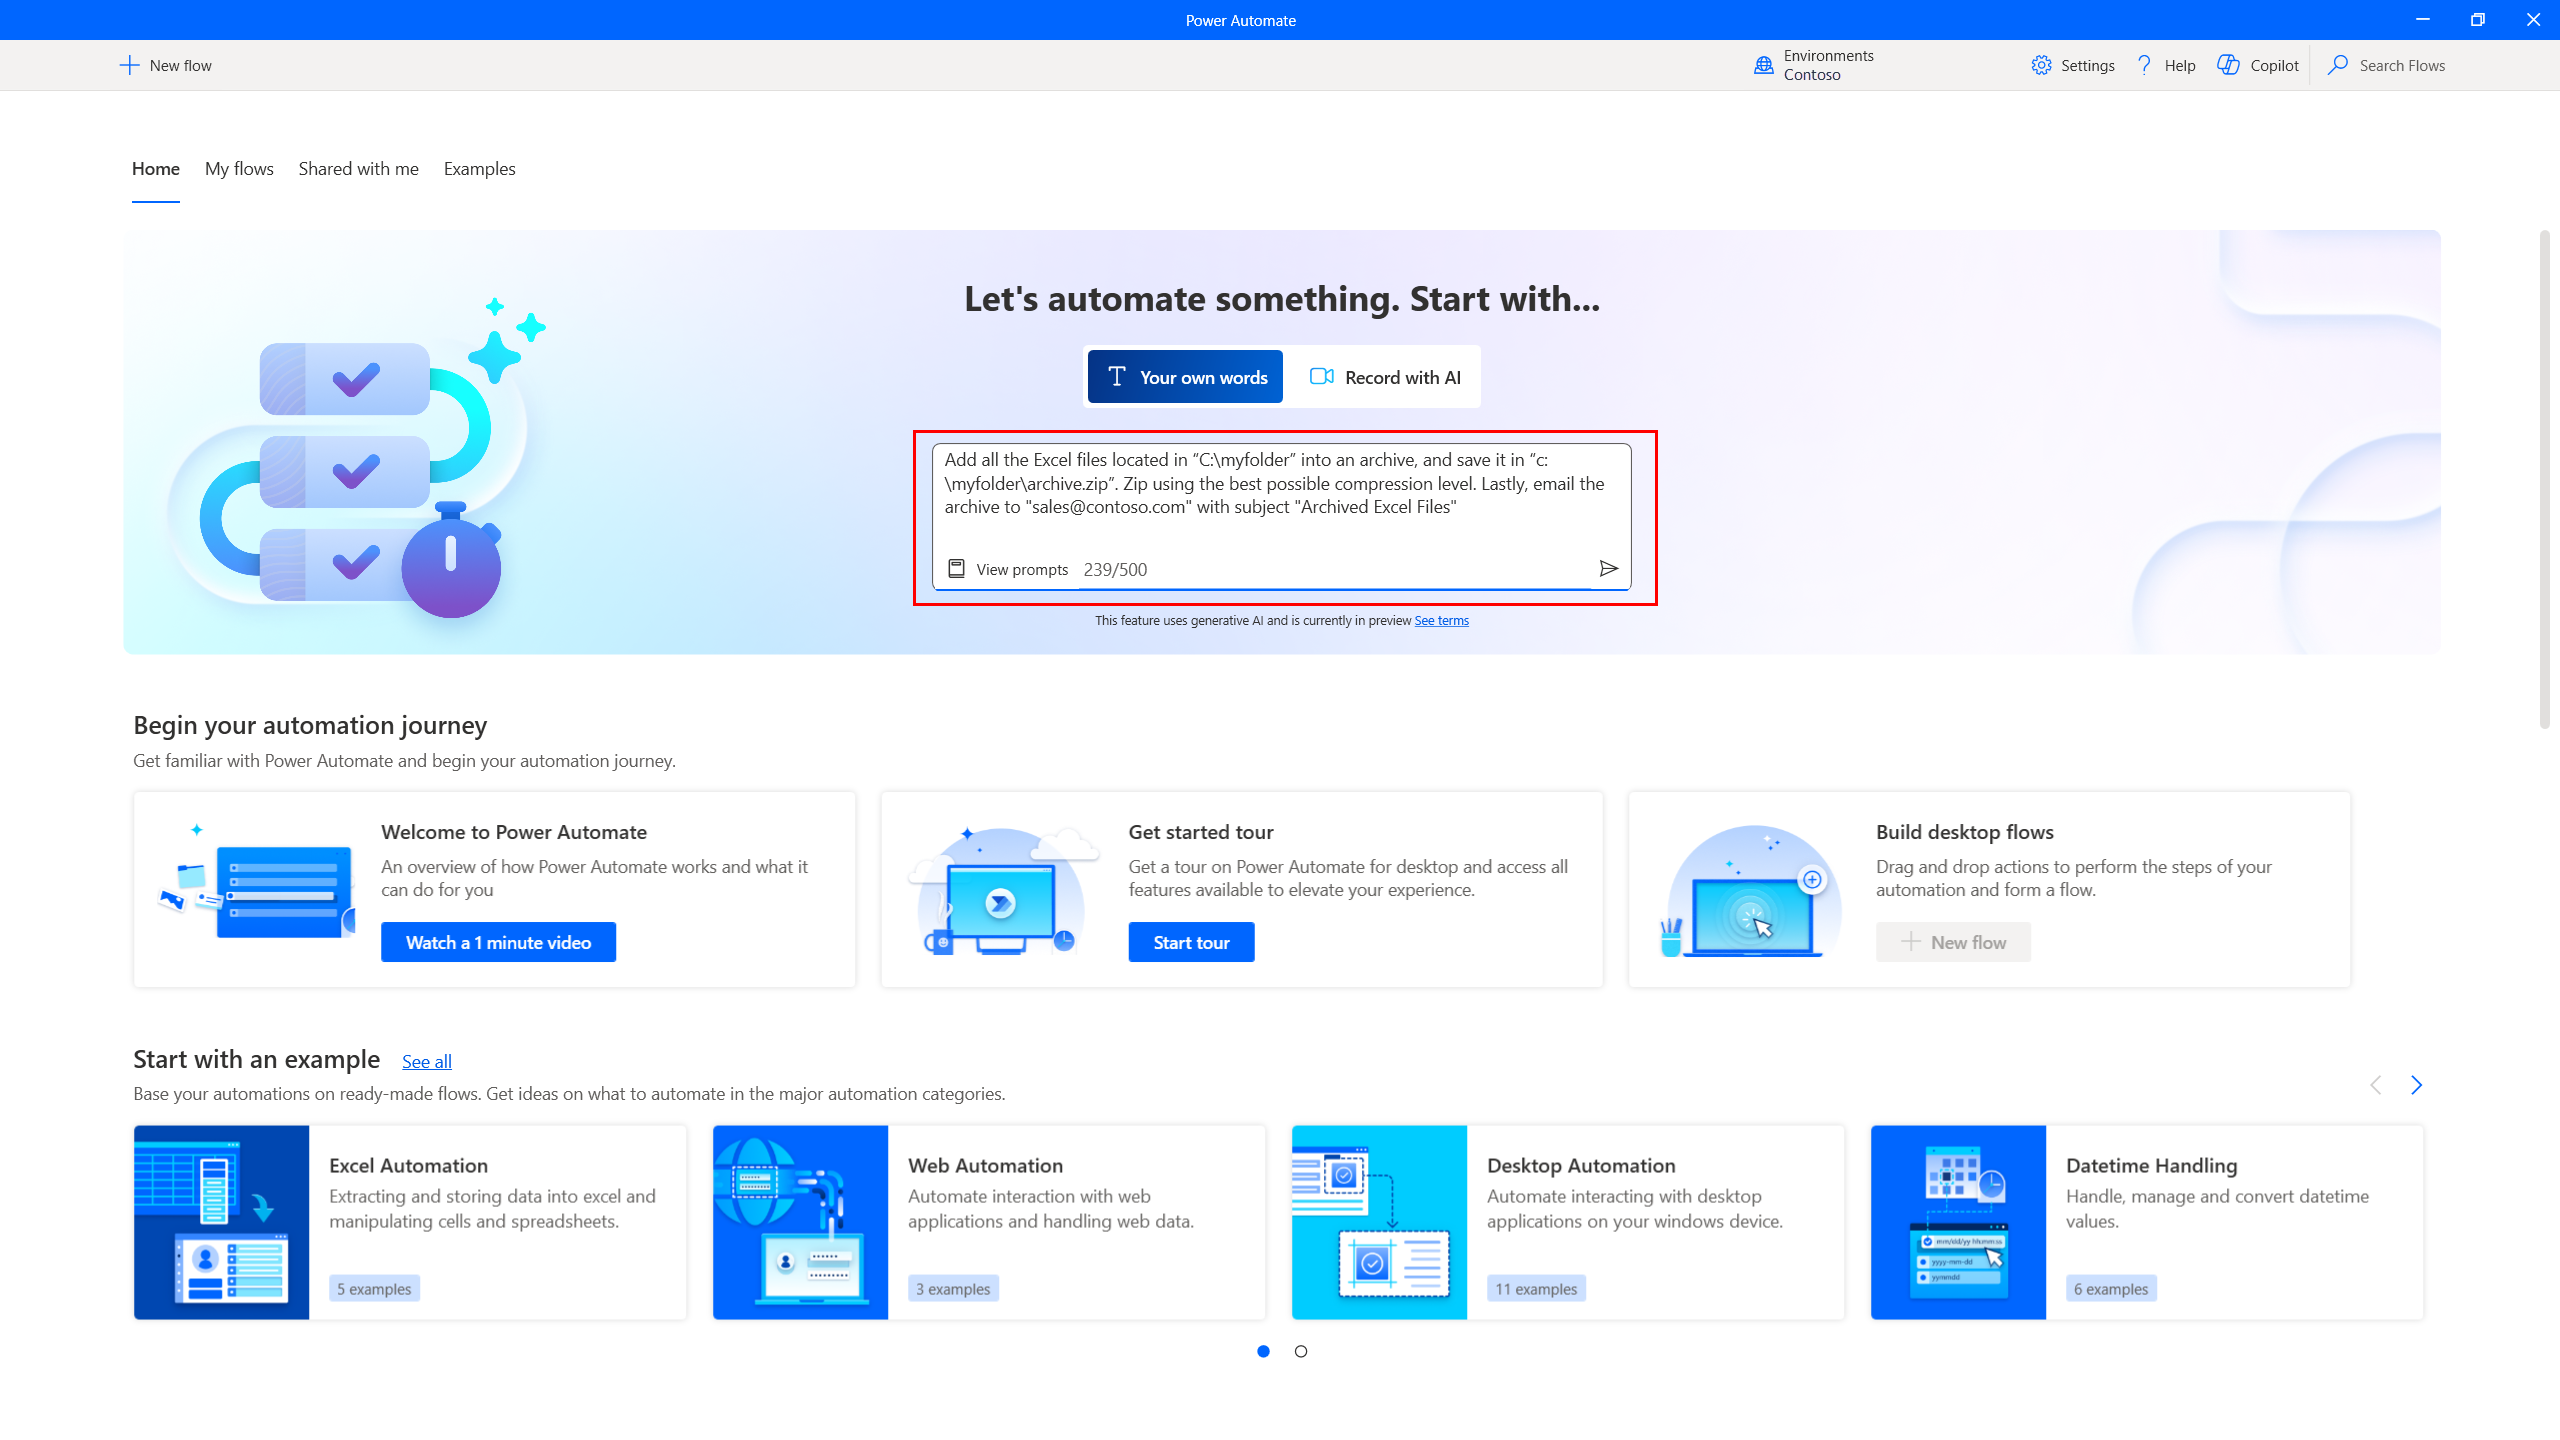 Power Automate
New flow
Environments
Contoso
Settings
Help
Copilot
Search Flows
Home
My flows
Shared with me
Examples
Let's automate something. Start with...
Your own words
Record with AI
Add all the Excel files located in “C:\myfolder” into an archive, and save it in “c:
\myfolder\archive.zip”. Zip using the best possible compression level. Lastly, email the
archive to "sales@contoso.com" with subject "Archived Excel Files"
View prompts 239/500
This feature uses generative AI and is currently in preview See terms
Begin your automation journey
Get familiar with Power Automate and begin your automation journey.
Welcome to Power Automate
An overview of how Power Automate works and what it
can do for you
Watch a 1 minute video
Get started tour
Get a tour on Power Automate for desktop and access all
features available to elevate your experience.
Start tour
Build desktop flows
Drag and drop actions to perform the steps of your
automation and form a flow.
New flow
Start with an example See all
Base your automations on ready-made flows. Get ideas on what to automate in the major automation categories.
Excel Automation
Extracting and storing data into excel and
manipulating cells and spreadsheets.
5 examples
Web Automation
Automate interaction with web
applications and handling web data.
3 examples
Desktop Automation
Automate interacting with desktop
applications on your windows device.
11 examples
mm/dd/yy hh:mm:ss
yyyy-mm-dd
yymmdd
Datetime Handling
Handle, manage and convert datetime
values.
6 examples